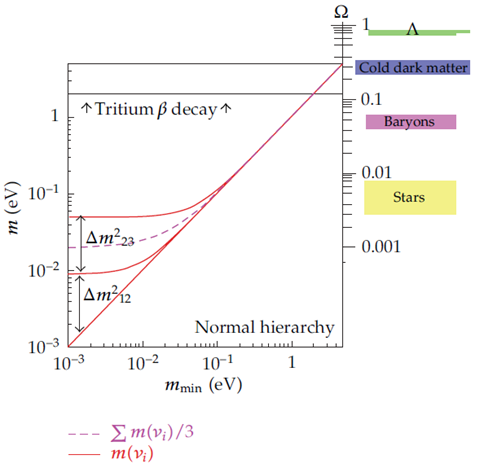 Ω
1
Λ
Cold dark matter
0.1
Baryons
0.01
Stars
0.001
↑Tritium β decay↑
m (eV)
1
10⁻¹
10⁻²
10⁻³
Δm²₂₃
Δm²₁₂
Normal hierarchy
10⁻³ 10⁻² 10⁻¹ 1
m_min (eV)
∑ m(νᵢ)/3
m(νᵢ)